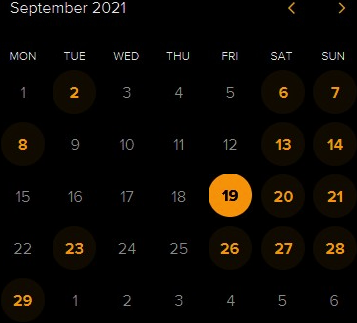 September 2021
MON TUE WED THU FRI SAT SUN
1 2 3 4 5 6 7
8 9 10 11 12 13 14
15 16 17 18 19 20 21
22 23 24 25 26 27 28
29 1 2 3 4 5 6